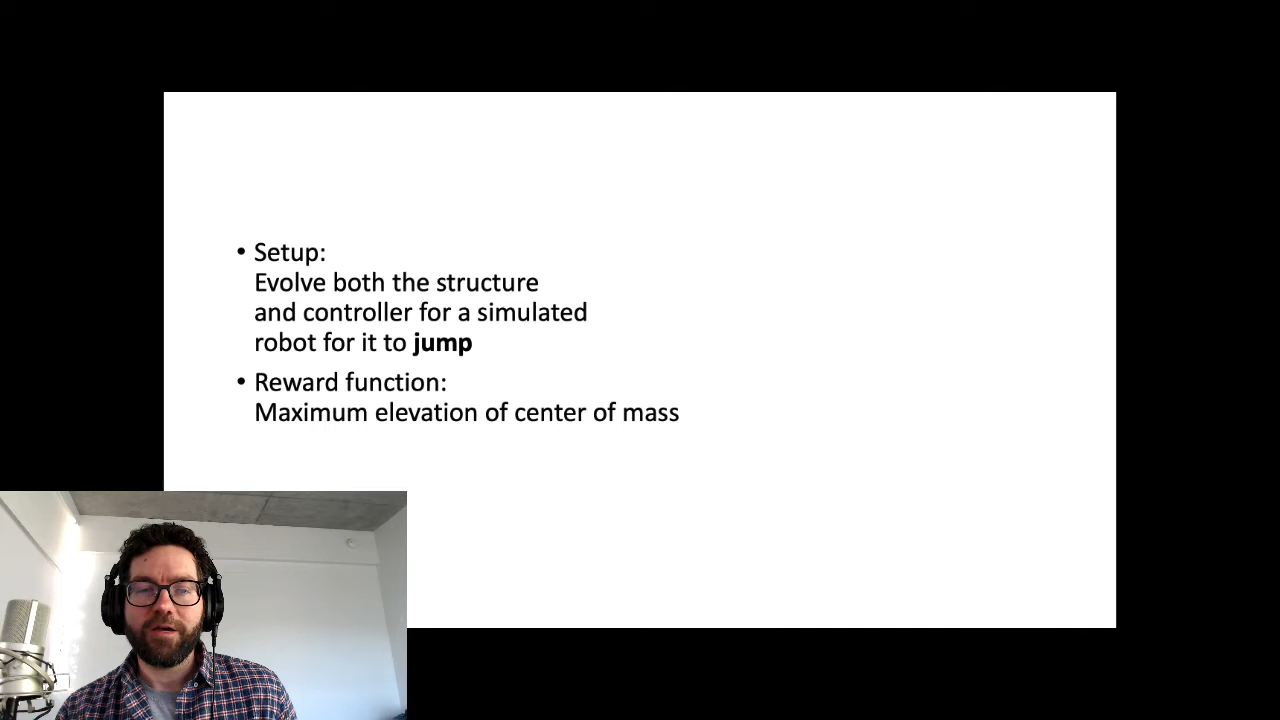 • Setup:
Evolve both the structure
and controller for a simulated
robot for it to jump
• Reward function:
Maximum elevation of center of mass